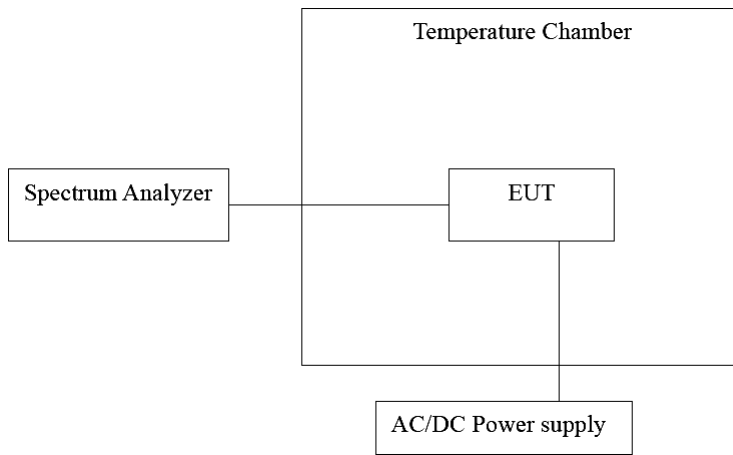 Temperature Chamber
Spectrum Analyzer
EUT
AC/DC Power supply